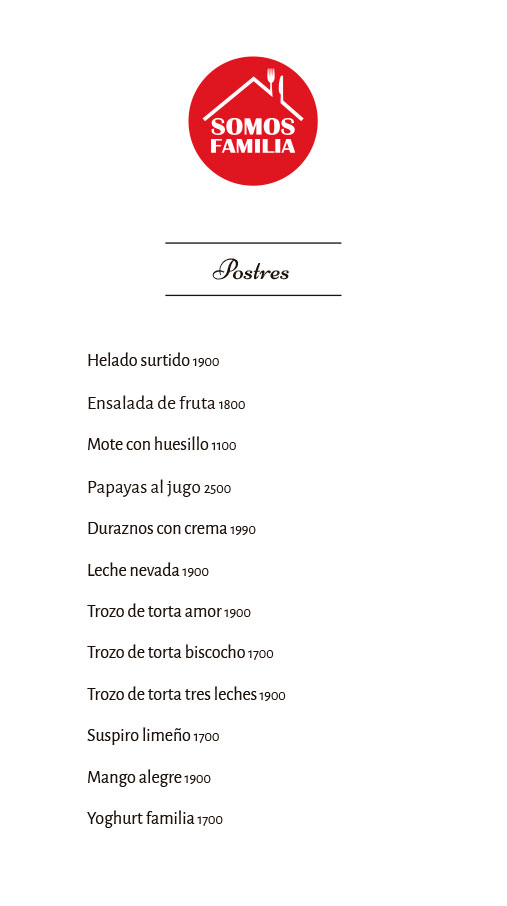 SOMOS
FAMILIA
Postres
Helado surtido 1900
Ensalada de fruta 1800
Mote con huesillo 1100
Papayas al jugo 2500
Duraznos con crema 1990
Leche nevada 1900
Trozo de torta amor 1900
Trozo de torta biscocho 1700
Trozo de torta tres leches 1900
Suspiro limeño 1700
Mango alegre 1900
Yoghurt familia 1700